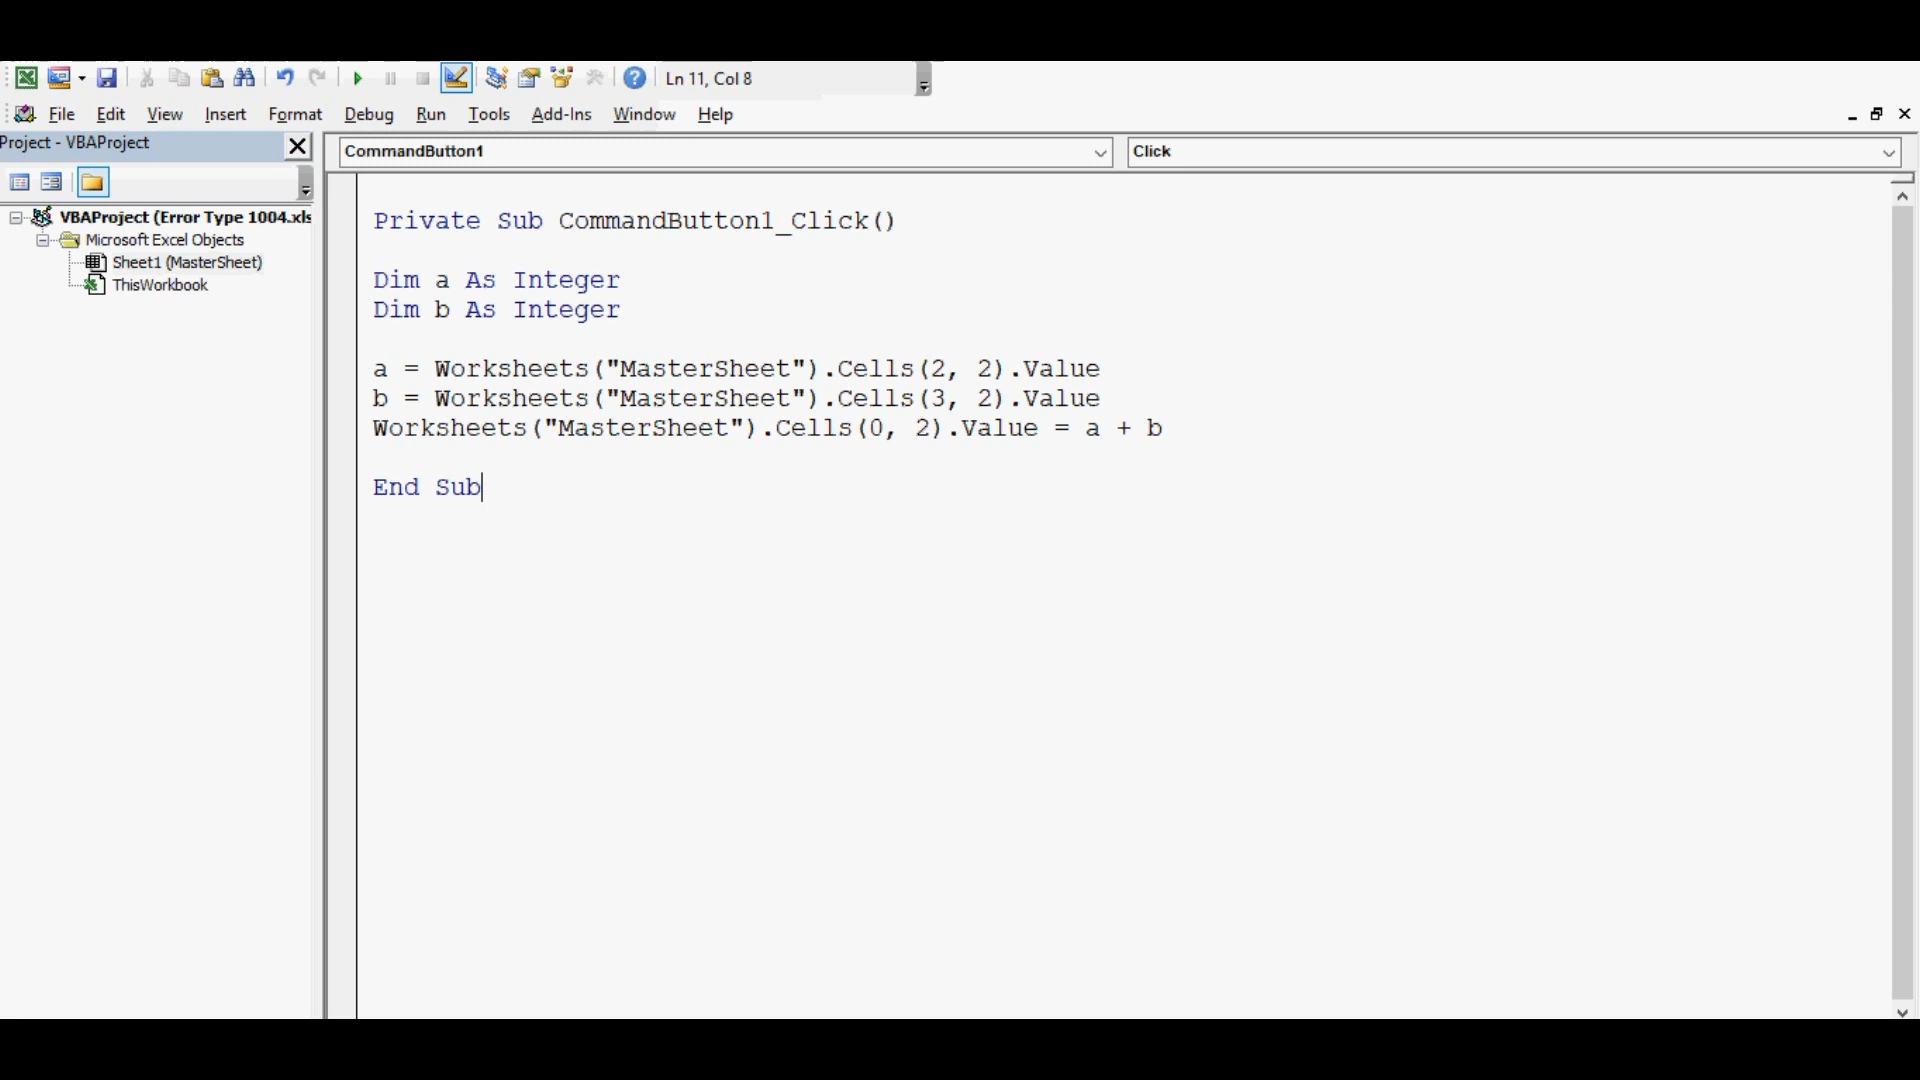 Ln 11, Col 8
File Edit View Insert Format Debug Run Tools Add-Ins Window Help
Project - VBAProject
CommandButton1
Click
VBAProject (Error Type 1004.xls
Microsoft Excel Objects
Sheet1 (MasterSheet)
ThisWorkbook
Private Sub CommandButton1_Click()
Dim a As Integer
Dim b As Integer
a = Worksheets("MasterSheet").Cells(2, 2).Value
b = Worksheets("MasterSheet").Cells(3, 2).Value
Worksheets("MasterSheet").Cells(0, 2).Value = a + b
End Sub